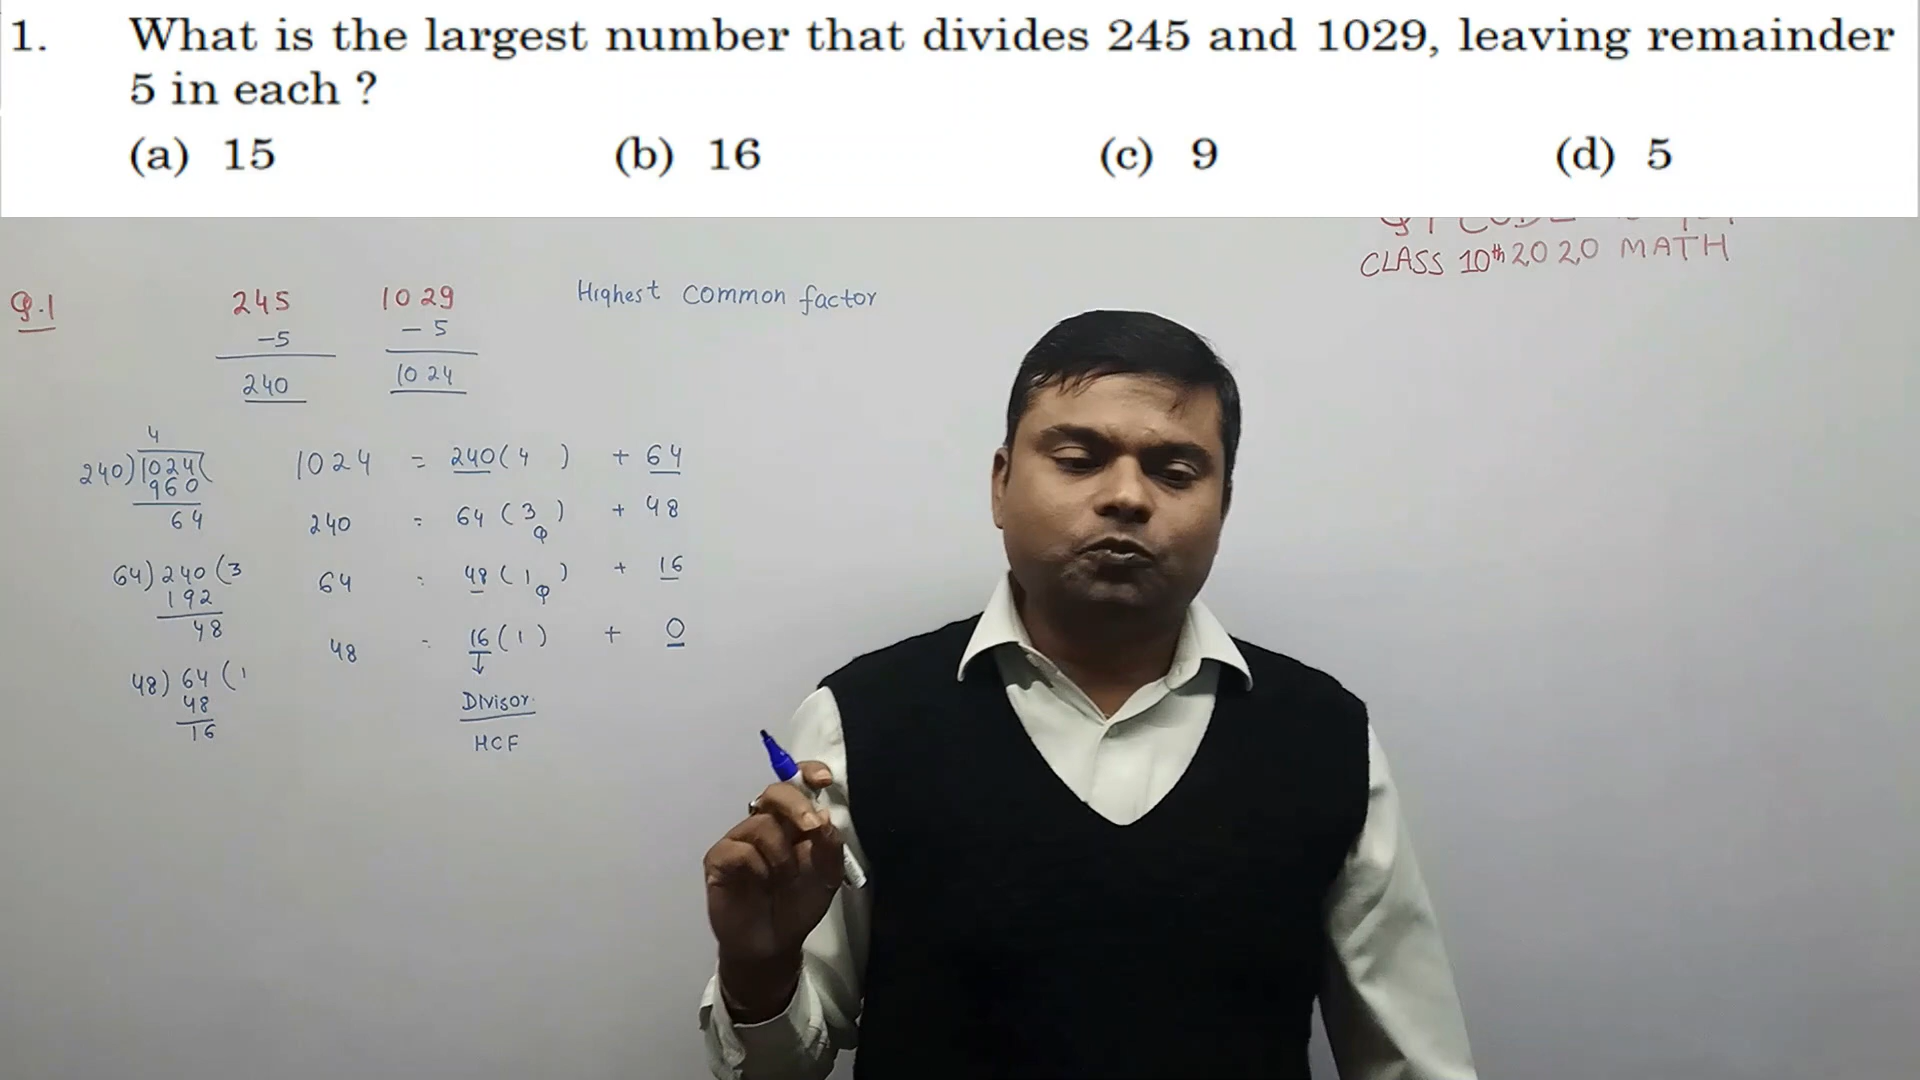 1. What is the largest number that divides 245 and 1029, leaving remainder
5 in each ?
(a) 15 (b) 16 (c) 9 (d) 5
CLASS 10th 2020 MATH
Q.1
245 1029 Highest common factor
-5 - 5
240 1024
4
240)1024( 1024 = 240(4 ) + 64
960
64 240 = 64 (3 ) + 48
Q
64) 240 (3 64 = 48 (1 ) + 16
Q
192
48 48 = 16 (1) + 0
48) 64 (1
48 Divisor.
16 HCF